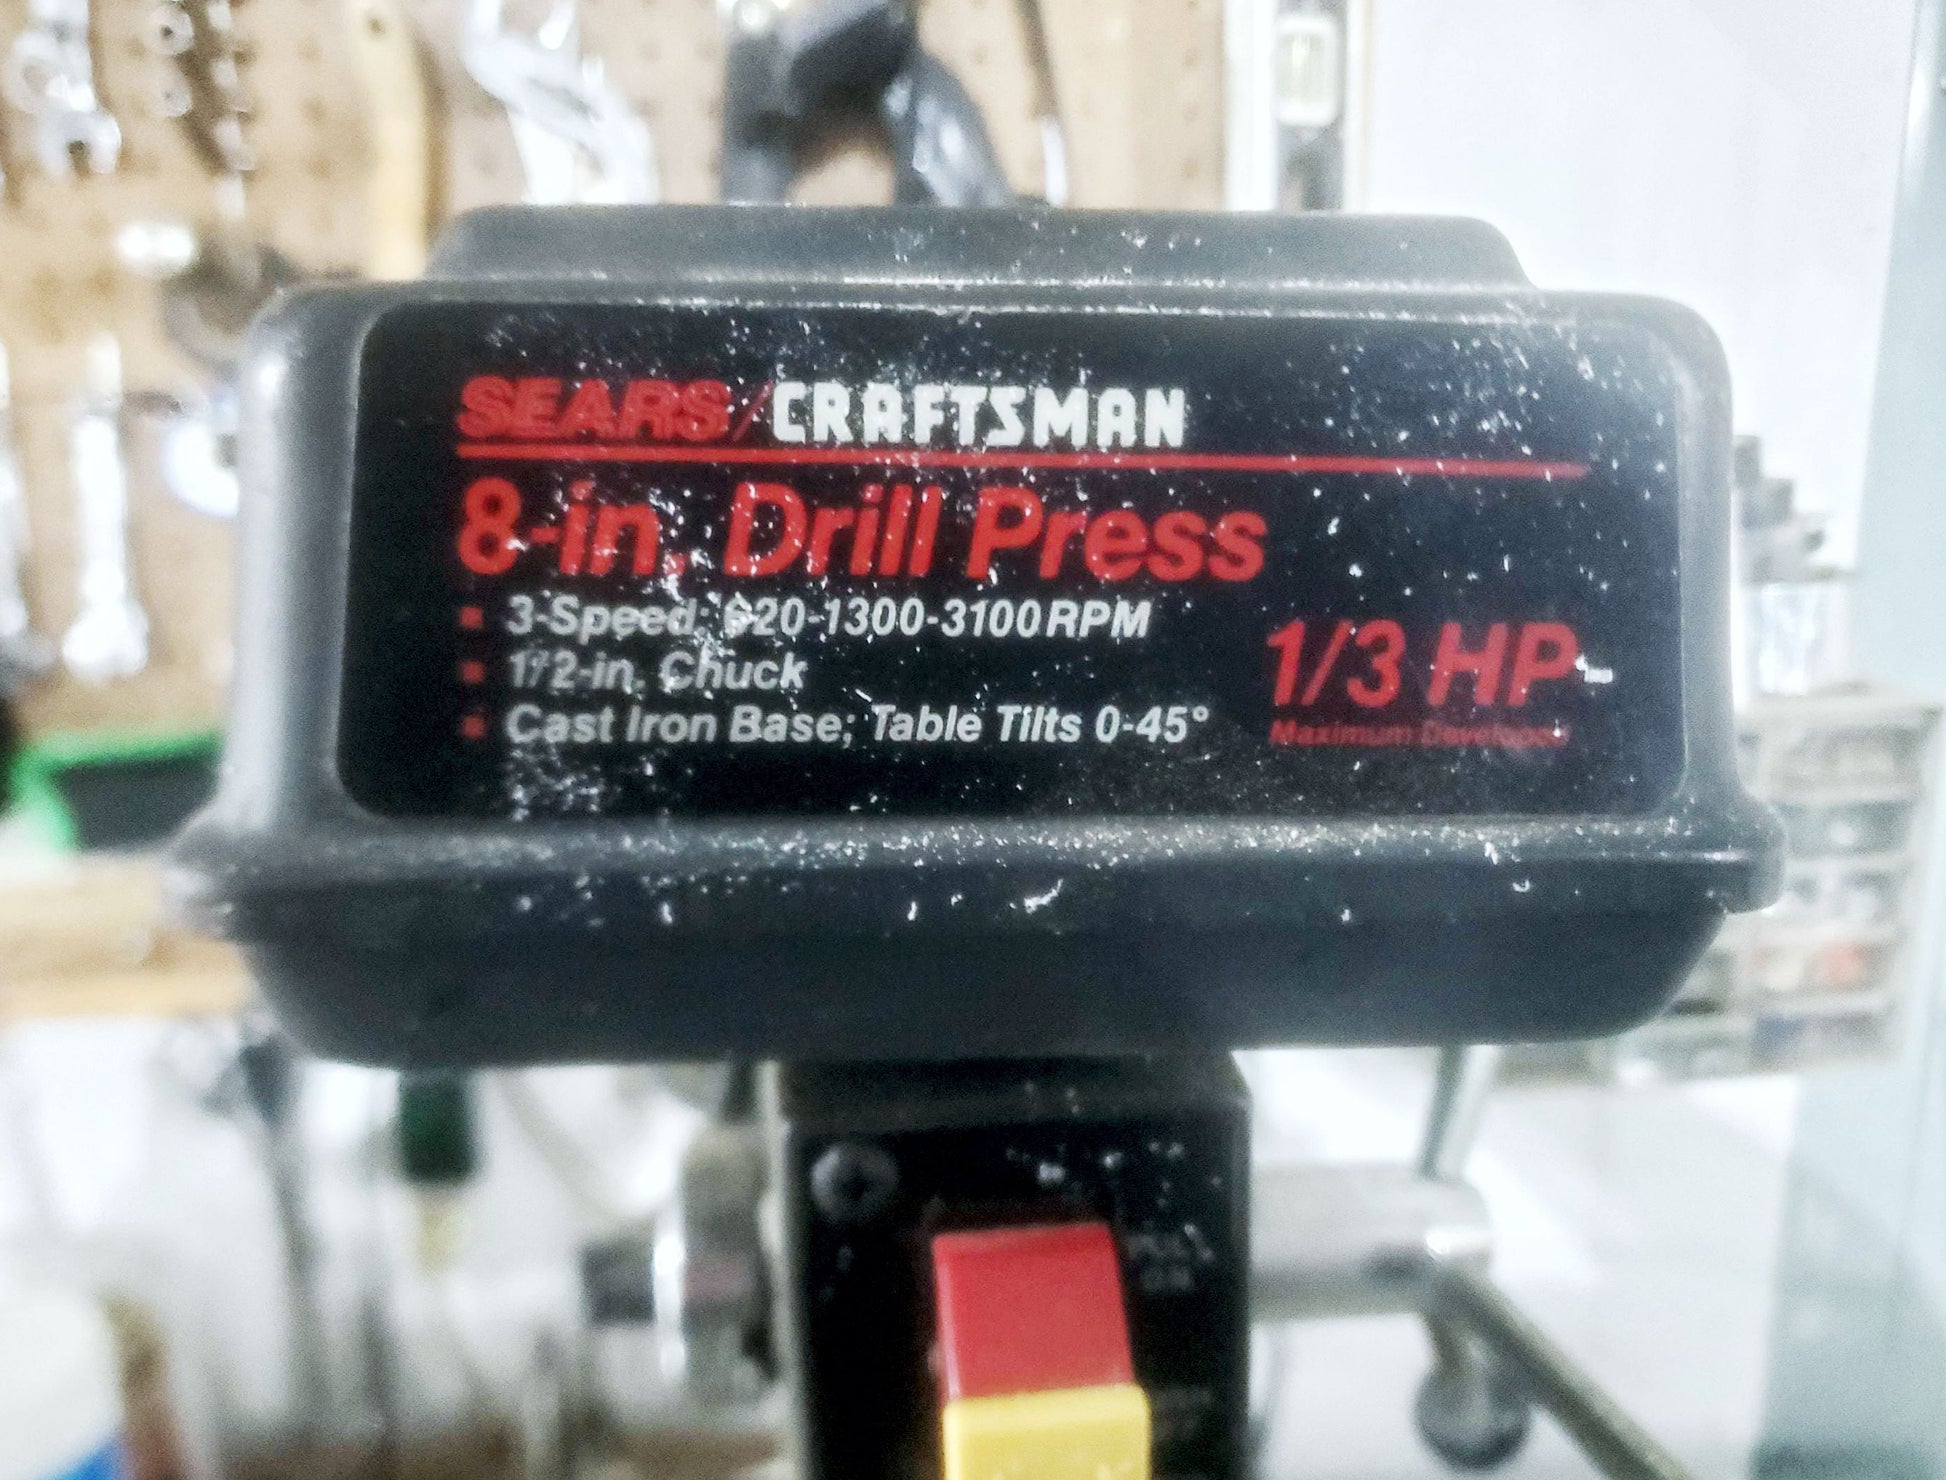 SEARS/CRAFTSMAN
8-in. Drill Press
3-Speed; 620-1300-3100 RPM
1/2-in. Chuck
Cast Iron Base; Table Tilts 0-45°
1/3 HP
Maximum Developed